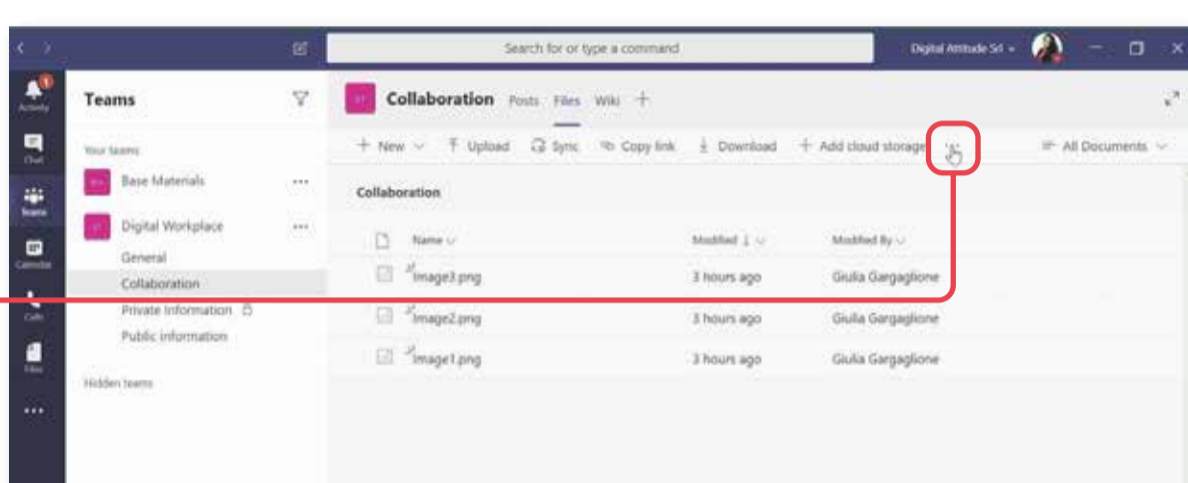 Search for or type a command
Digital Attitude Srl
1
Activity
Teams
Collaboration Posts Files Wiki
Chat
Your teams
New Upload Sync Copy link Download Add cloud storage ... All Documents
Base Materials ...
Teams
Collaboration
Digital Workplace ...
Name Modified Modified By
General
Calendar
Collaboration
Image3.png 3 hours ago Giulia Gargaglione
Private Information
Calls
Image2.png 3 hours ago Giulia Gargaglione
Public information
Image1.png 3 hours ago Giulia Gargaglione
Files
Hidden teams
...